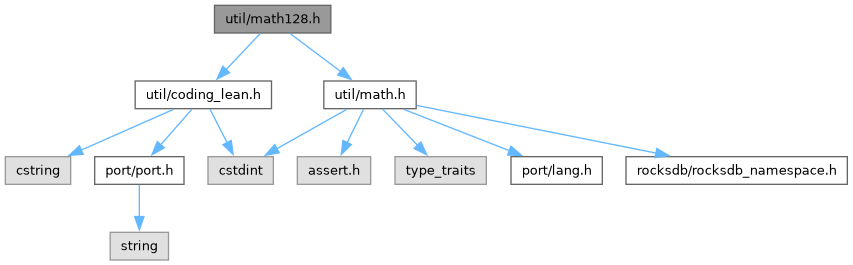 util/math128.h
util/coding_lean.h
util/math.h
cstring
port/port.h
cstdint
assert.h
type_traits
port/lang.h
rocksdb/rocksdb_namespace.h
string